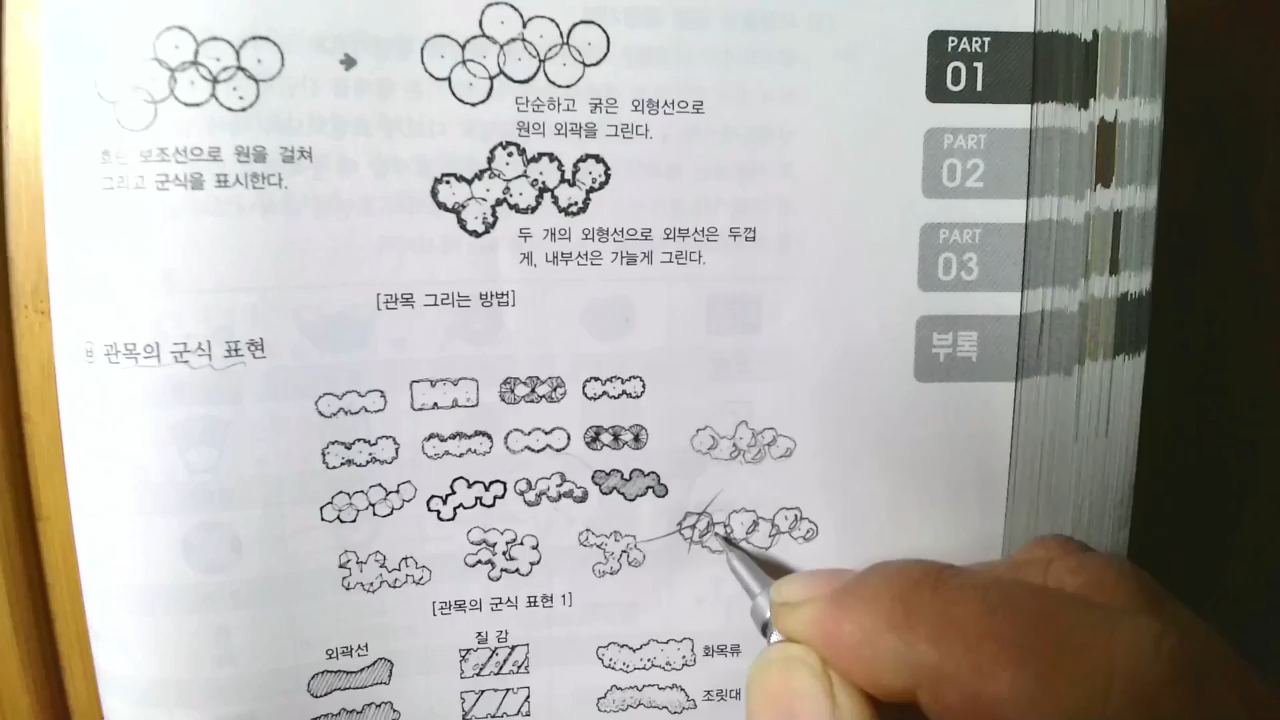 PART
01
단순하고 굵은 외형선으로
원의 외곽을 그린다.
보조선으로 원을 걸쳐
그리고 군식을 표시한다.
PART
02
두 개의 외형선으로 외부선은 두껍
게, 내부선은 가늘게 그린다.
PART
03
[관목 그리는 방법]
관목의 군식 표현
부록
[관목의 군식 표현 1]
외곽선
질 감
화목류
조릿대